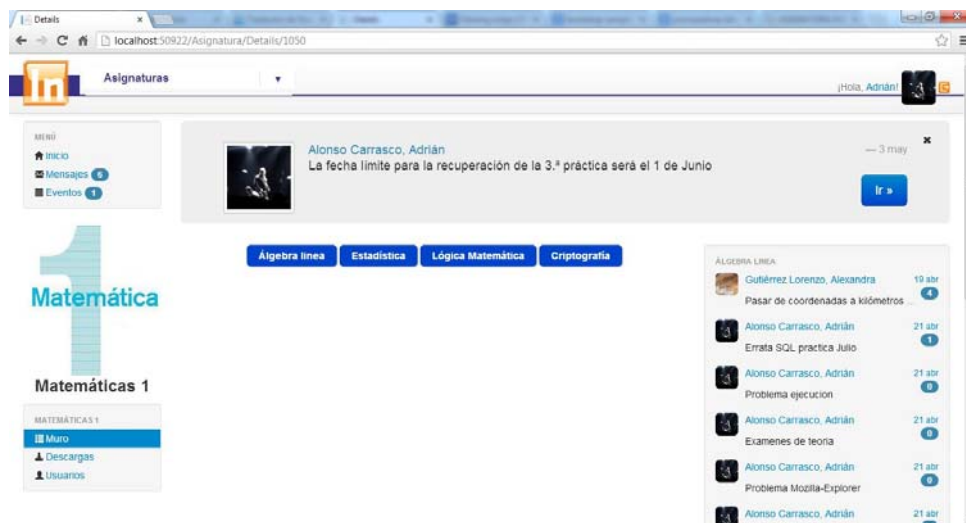 Details
localhost:50922/Asignatura/Details/1050
In
Asignaturas
¡Hola, Adrián!
MENÚ
Inicio
Mensajes 5
Eventos 1
Alonso Carrasco, Adrián
— 3 may
La fecha límite para la recuperación de la 3.ª práctica será el 1 de Junio
Ir »
1
Matemática
Matemáticas 1
MATEMÁTICAS 1
Muro
Descargas
Usuarios
Álgebra linea
Estadística
Lógica Matemática
Criptografía
ÁLGEBRA LINEA
Gutiérrez Lorenzo, Alexandra 19 abr
Pasar de coordenadas a kilómetros ... 4
Alonso Carrasco, Adrián 21 abr
Errata SQL practica Julio 1
Alonso Carrasco, Adrián 21 abr
Problema ejecucion 0
Alonso Carrasco, Adrián 21 abr
Examenes de teoria 0
Alonso Carrasco, Adrián 21 abr
Problema Mozilla-Explorer 0
Alonso Carrasco, Adrián 21 abr